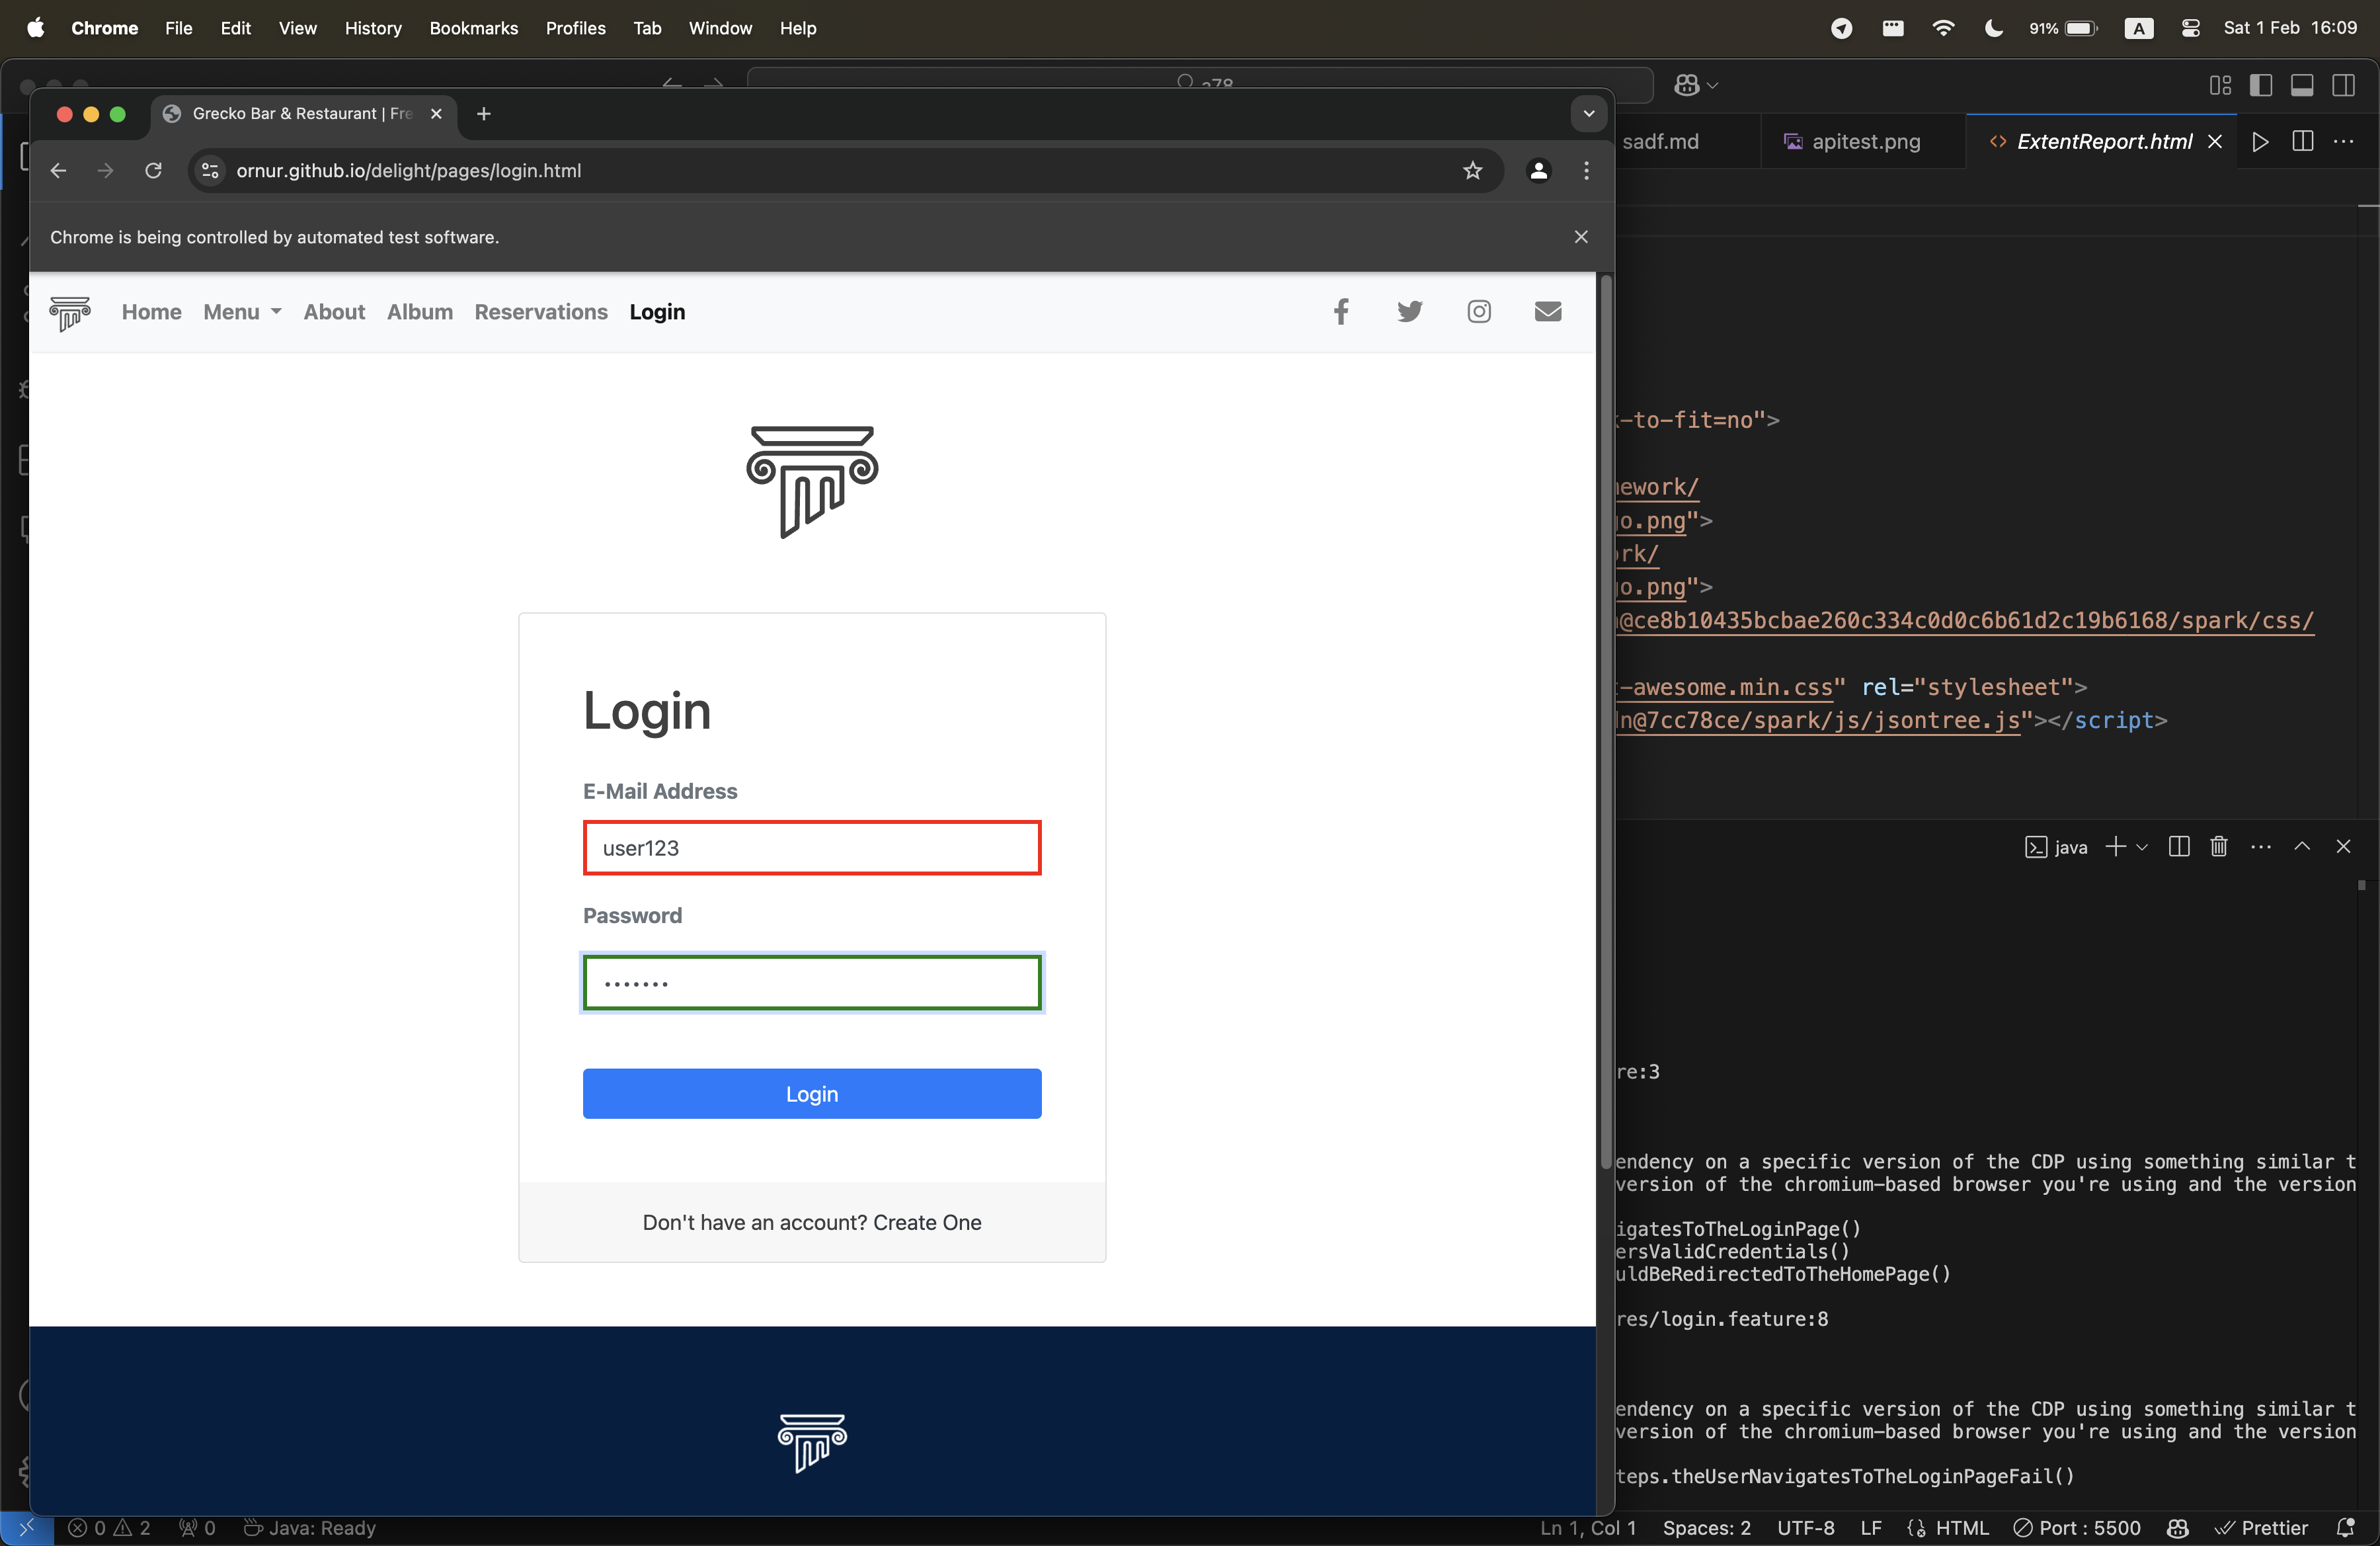 Chrome File Edit View History Bookmarks Profiles Tab Window Help 91% A Sat 1 Feb 16:09
Grecko Bar & Restaurant | Fre
sadf.md apitest.png ExtentReport.html
ornur.github.io/delight/pages/login.html
Chrome is being controlled by automated test software.
Home Menu About Album Reservations Login
Login
E-Mail Address
user123
Password
•••••••
Login
Don't have an account? Create One
-to-fit=no">
ework/
o.png">
rk/
o.png">
@ce8b10435bcbae260c334c0d0c6b61d2c19b6168/spark/css/
-awesome.min.css" rel="stylesheet">
n@7cc78ce/spark/js/jsontree.js"></script>
java
re:3
endency on a specific version of the CDP using something similar t
version of the chromium-based browser you're using and the version
igatesToTheLoginPage()
ersValidCredentials()
uldBeRedirectedToTheHomePage()
res/login.feature:8
endency on a specific version of the CDP using something similar t
version of the chromium-based browser you're using and the version
teps.theUserNavigatesToTheLoginPageFail()
0 2 0 Java: Ready Ln 1, Col 1 Spaces: 2 UTF-8 LF HTML Port : 5500 Prettier